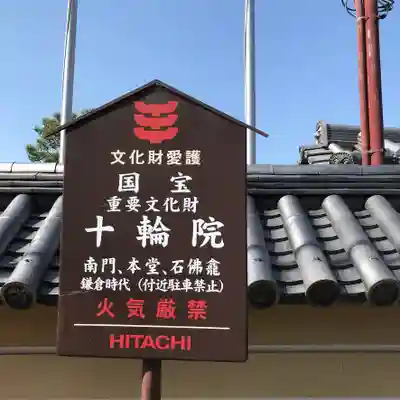 文化財愛護
国宝
重要文化財
十輪院
南門、本堂、石佛龕
鎌倉時代（付近駐車禁止）
火気厳禁
HITACHI